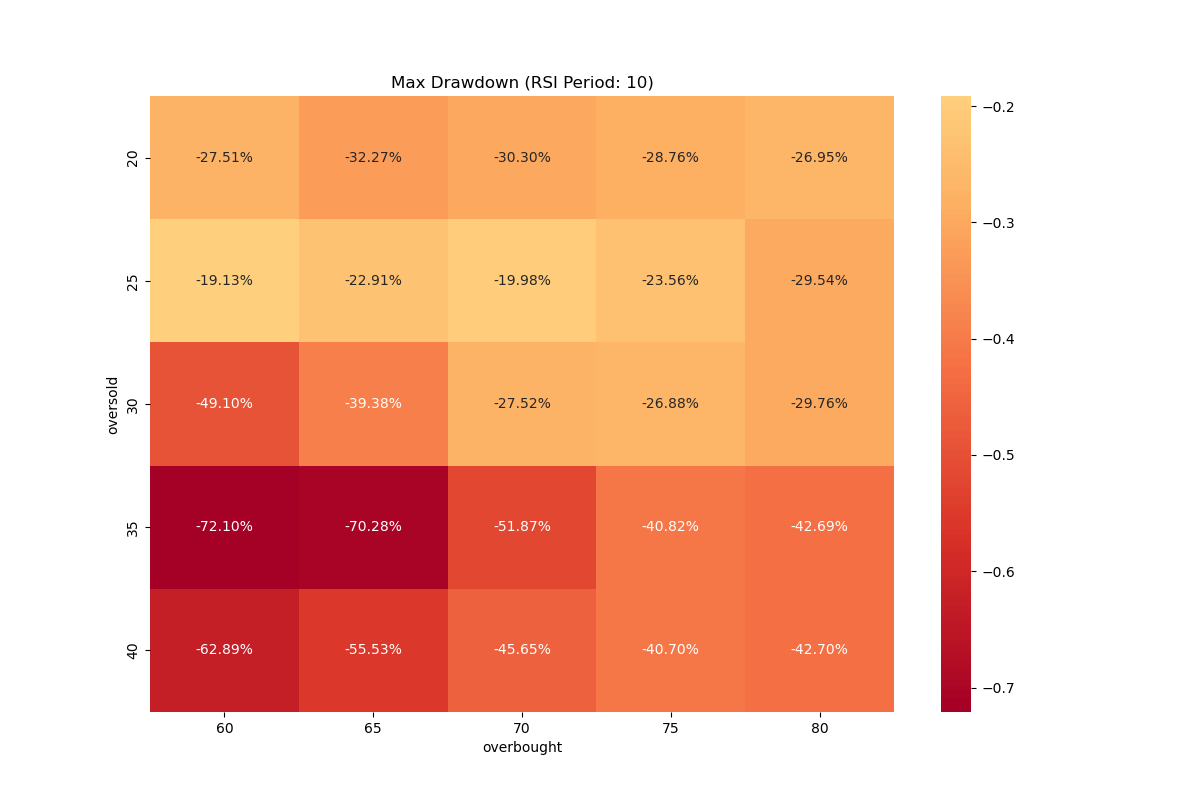 Max Drawdown (RSI Period: 10)
20 -27.51% -32.27% -30.30% -28.76% -26.95%
25 -19.13% -22.91% -19.98% -23.56% -29.54%
30 -49.10% -39.38% -27.52% -26.88% -29.76%
35 -72.10% -70.28% -51.87% -40.82% -42.69%
40 -62.89% -55.53% -45.65% -40.70% -42.70%
oversold
60 65 70 75 80
overbought
−0.2
−0.3
−0.4
−0.5
−0.6
−0.7